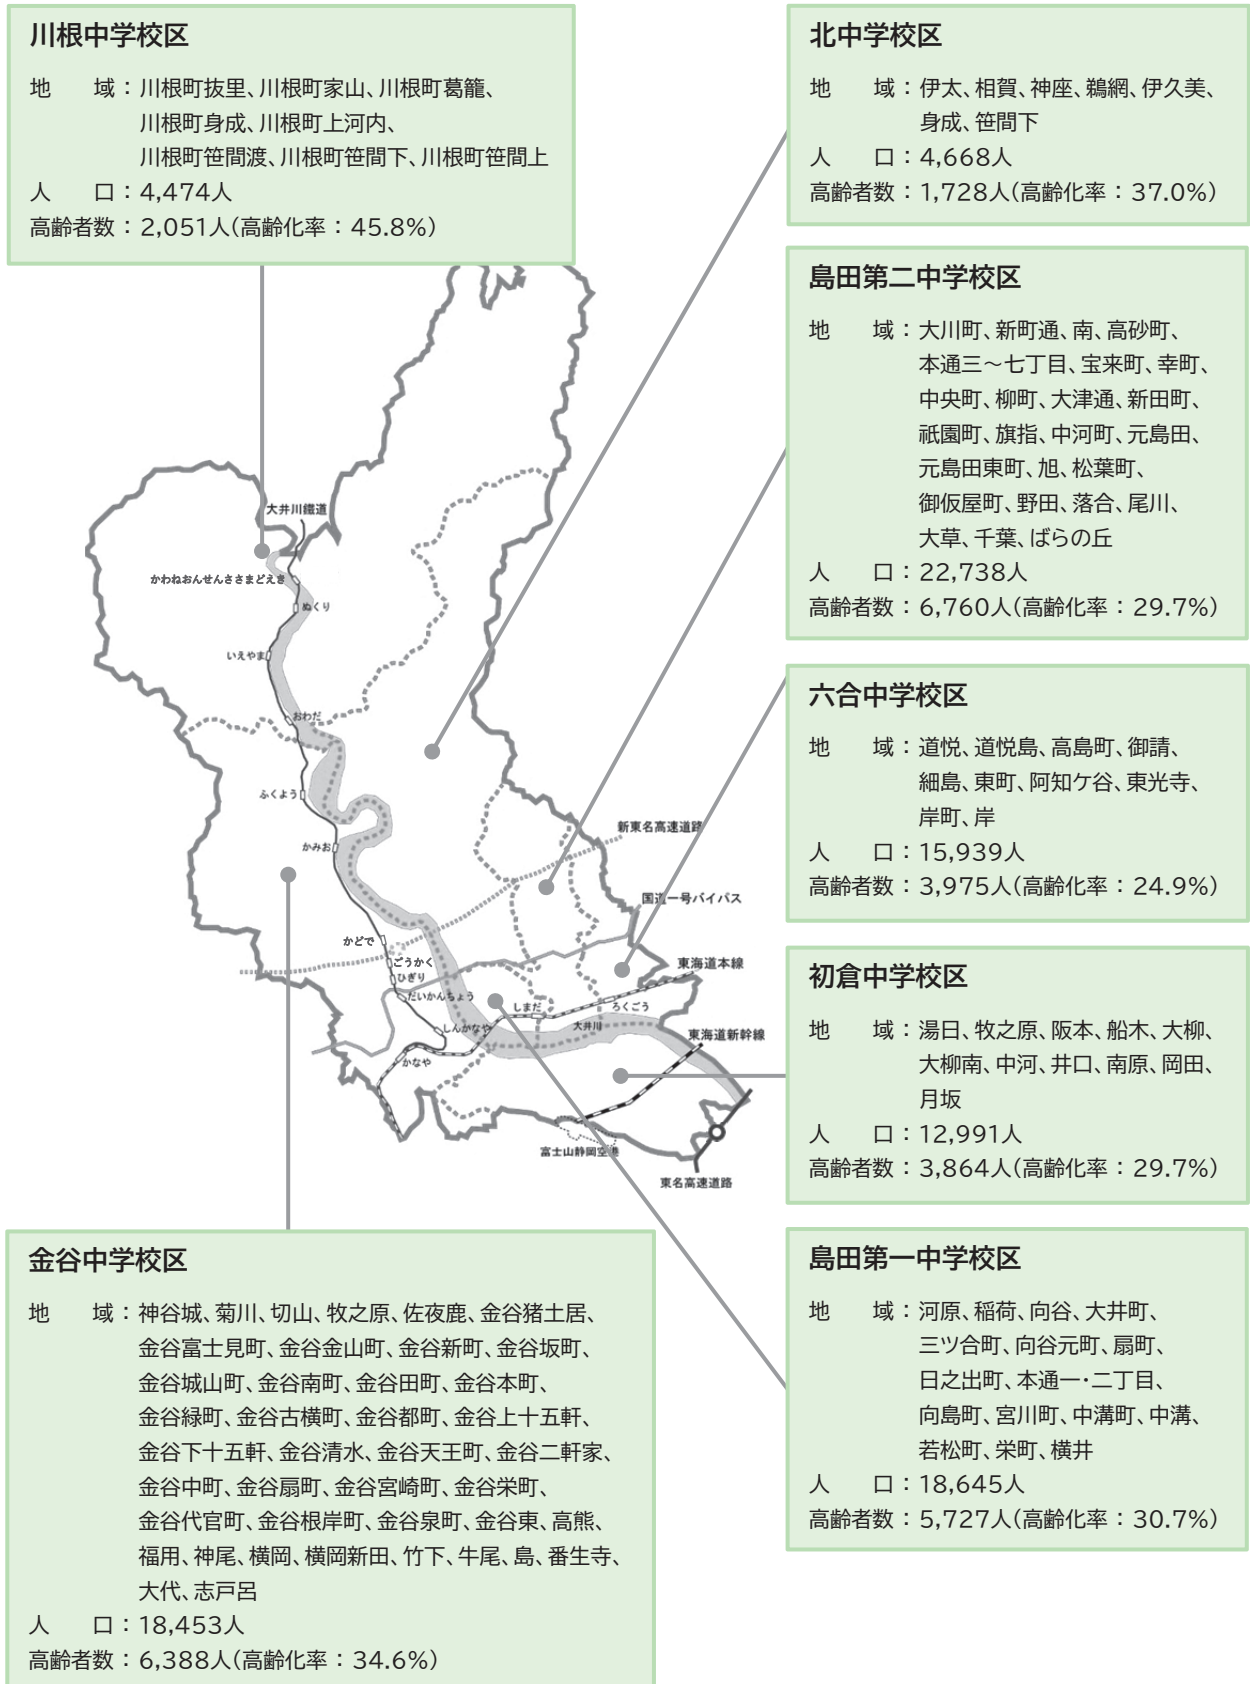 川根中学校区
地　　域：川根町抜里、川根町家山、川根町葛籠、
川根町身成、川根町上河内、
川根町笹間渡、川根町笹間下、川根町笹間上
人　　口：4,474人
高齢者数：2,051人(高齢化率：45.8%)
北中学校区
地　　域：伊太、相賀、神座、鵜網、伊久美、
身成、笹間下
人　　口：4,668人
高齢者数：1,728人(高齢化率：37.0%)
島田第二中学校区
地　　域：大川町、新町通、南、高砂町、
本通三～七丁目、宝来町、幸町、
中央町、柳町、大津通、新田町、
祇園町、旗指、中河町、元島田、
元島田東町、旭、松葉町、
御仮屋町、野田、落合、尾川、
大草、千葉、ばらの丘
人　　口：22,738人
高齢者数：6,760人(高齢化率：29.7%)
六合中学校区
地　　域：道悦、道悦島、高島町、御請、
細島、東町、阿知ケ谷、東光寺、
岸町、岸
人　　口：15,939人
高齢者数：3,975人(高齢化率：24.9%)
初倉中学校区
地　　域：湯日、牧之原、阪本、船木、大柳、
大柳南、中河、井口、南原、岡田、
月坂
人　　口：12,991人
高齢者数：3,864人(高齢化率：29.7%)
島田第一中学校区
地　　域：河原、稲荷、向谷、大井町、
三ツ合町、向谷元町、扇町、
日之出町、本通一・二丁目、
向島町、宮川町、中溝町、中溝、
若松町、栄町、横井
人　　口：18,645人
高齢者数：5,727人(高齢化率：30.7%)
金谷中学校区
地　　域：神谷城、菊川、切山、牧之原、佐夜鹿、金谷猪土居、
金谷富士見町、金谷金山町、金谷新町、金谷坂町、
金谷城山町、金谷南町、金谷田町、金谷本町、
金谷緑町、金谷古横町、金谷都町、金谷上十五軒、
金谷下十五軒、金谷清水、金谷天王町、金谷二軒家、
金谷中町、金谷扇町、金谷宮崎町、金谷栄町、
金谷代官町、金谷根岸町、金谷泉町、金谷東、高熊、
福用、神尾、横岡、横岡新田、竹下、牛尾、島、番生寺、
大代、志戸呂
人　　口：18,453人
高齢者数：6,388人(高齢化率：34.6%)
大井川鐵道
かわねおんせんささまどえき
ぬくり
いえやま
おわだ
ふくよう
かみお
新東名高速道路
国道一号バイパス
かどで
ごうかく
ひぎり
だいかんちょう
しんかなや
かなや
しまだ
ろくごう
東海道本線
大井川
東海道新幹線
富士山静岡空港
東名高速道路